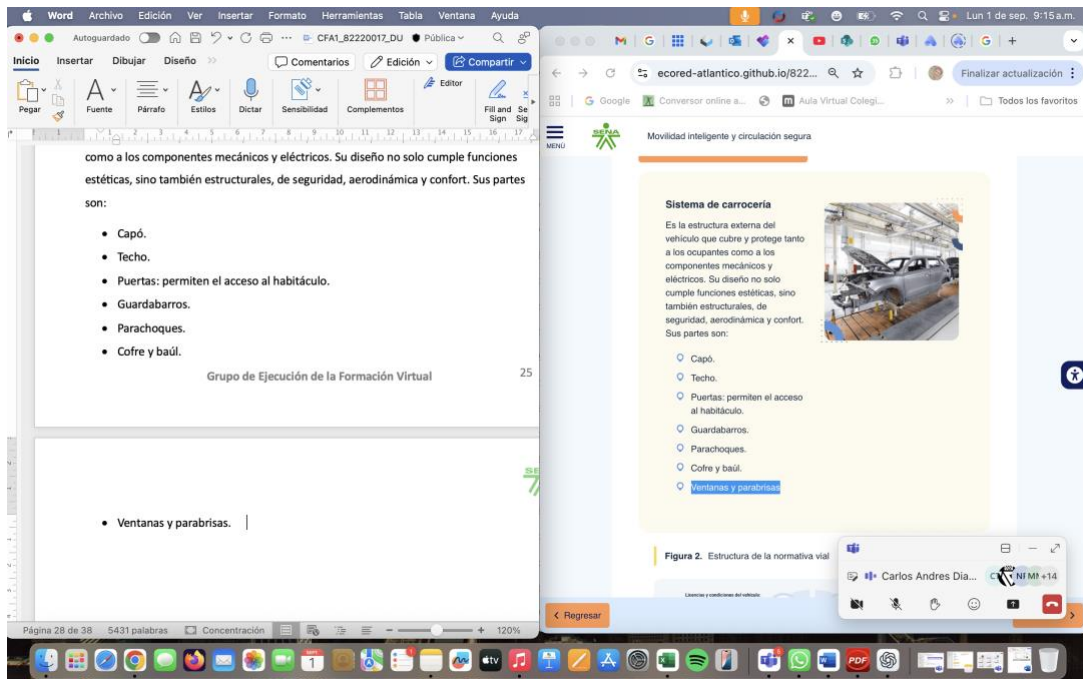 Word Archivo Edición Ver Insertar Formato Herramientas Tabla Ventana Ayuda
Lun 1 de sep. 9:15 a.m.
Autoguardado
CFA1_82220017_DU
Pública
Inicio Insertar Dibujar Diseño
Comentarios
Edición
Compartir
Pegar
Fuente
Párrafo
Estilos
Dictar
Sensibilidad
Complementos
Editor
Fill and Sign
como a los componentes mecánicos y eléctricos. Su diseño no solo cumple funciones
estéticas, sino también estructurales, de seguridad, aerodinámica y confort. Sus partes
son:
• Capó.
• Techo.
• Puertas: permiten el acceso al habitáculo.
• Guardabarros.
• Parachoques.
• Cofre y baúl.
Grupo de Ejecución de la Formación Virtual 25
• Ventanas y parabrisas.
Página 28 de 38 5431 palabras Concentración 120%
ecored-atlantico.github.io/822...
Finalizar actualización
Google Conversor online a... Aula Virtual Colegi... Todos los favoritos
MENÚ
SENA
Movilidad inteligente y circulación segura
Sistema de carrocería
Es la estructura externa del
vehículo que cubre y protege tanto
a los ocupantes como a los
componentes mecánicos y
eléctricos. Su diseño no solo
cumple funciones estéticas, sino
también estructurales, de
seguridad, aerodinámica y confort.
Sus partes son:
Capó.
Techo.
Puertas: permiten el acceso
al habitáculo.
Guardabarros.
Parachoques.
Cofre y baúl.
Ventanas y parabrisas
Figura 2. Estructura de la normativa vial
Licencias y condiciones del vehículo
Carlos Andres Dia...
+14
Regresar
tv
PDF